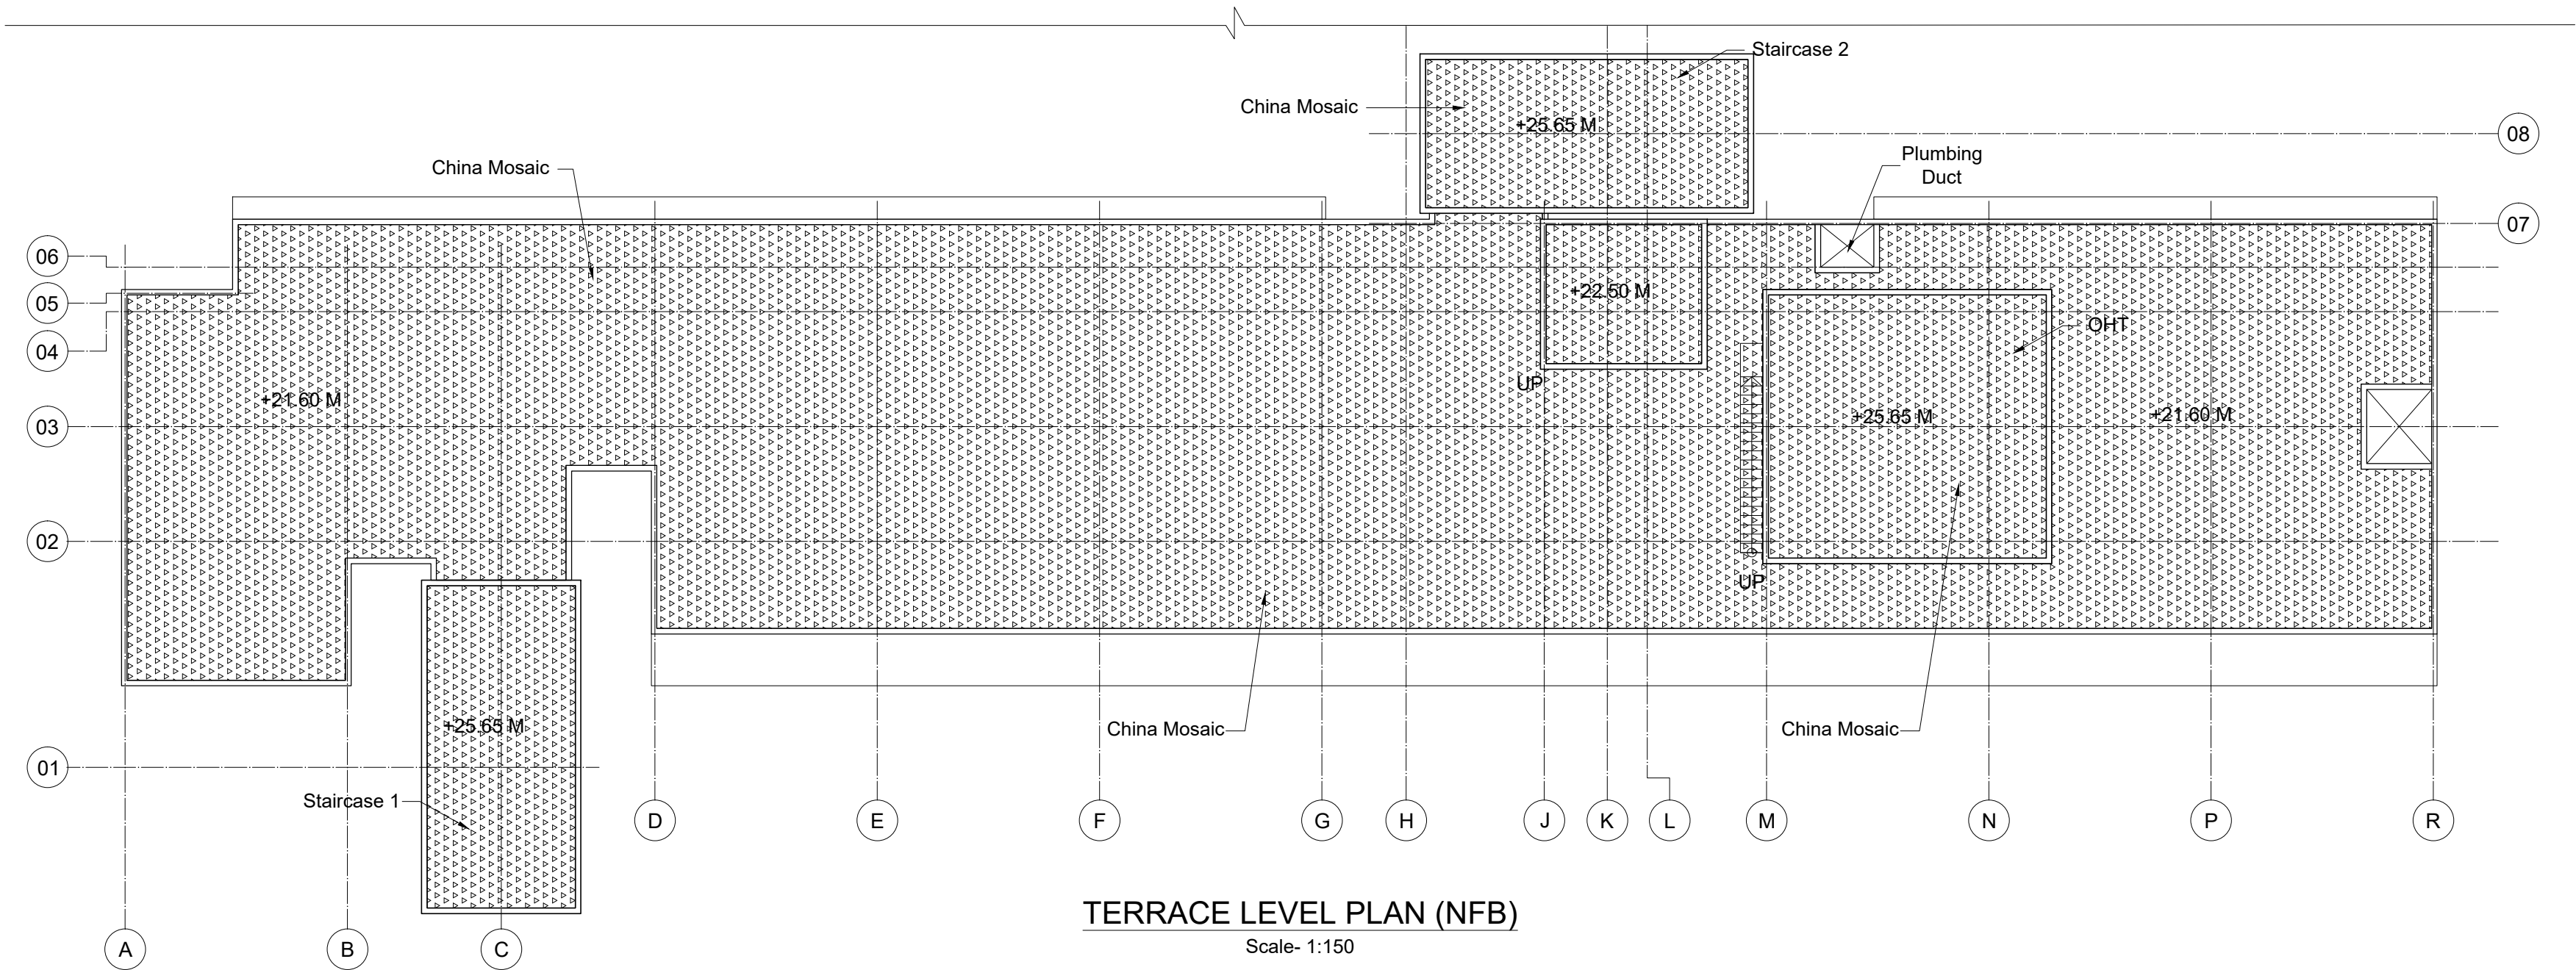 Staircase 2
China Mosaic
+25.65 M
08
Plumbing
Duct
China Mosaic
07
06
05
04
+22.50 M
OHT
UP
+21.60 M
+25.65 M
+21.60 M
03
02
UP
+25.65 M
China Mosaic
China Mosaic
01
Staircase 1
D
E
F
G
H
J
K
L
M
N
P
R
A
B
C
TERRACE LEVEL PLAN (NFB)
Scale- 1:150